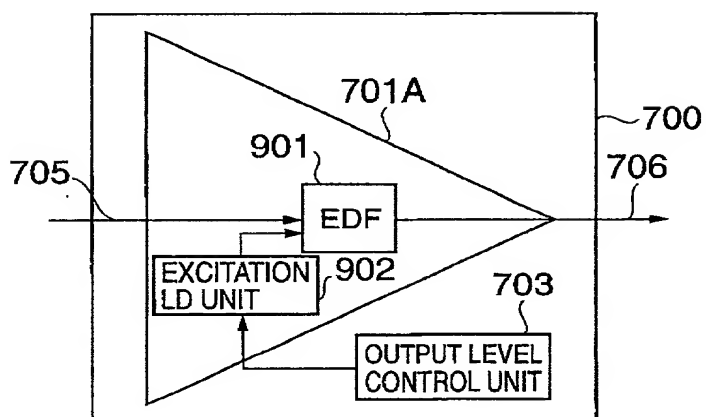 701A
700
901
705
706
EDF
EXCITATION
LD UNIT
902
703
OUTPUT LEVEL
CONTROL UNIT